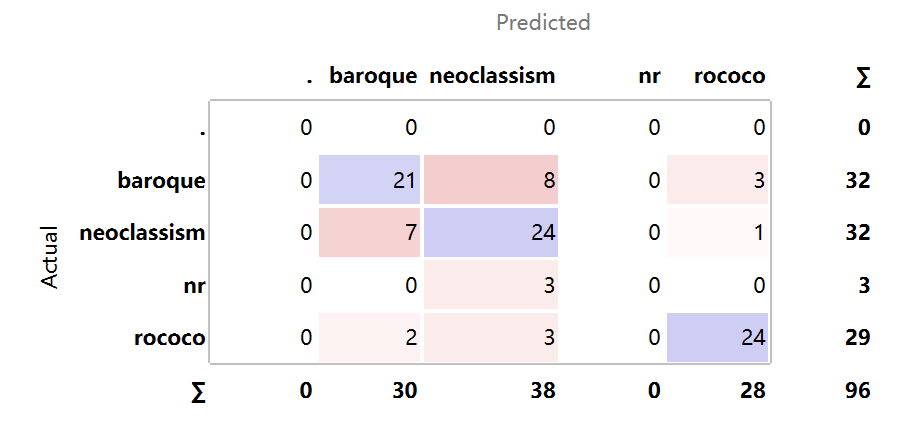 Predicted
. baroque neoclassism nr rococo ∑
. 0 0 0 0 0 0
baroque 0 21 8 0 3 32
neoclassism 0 7 24 0 1 32
nr 0 0 3 0 0 3
rococo 0 2 3 0 24 29
∑ 0 30 38 0 28 96
Actual